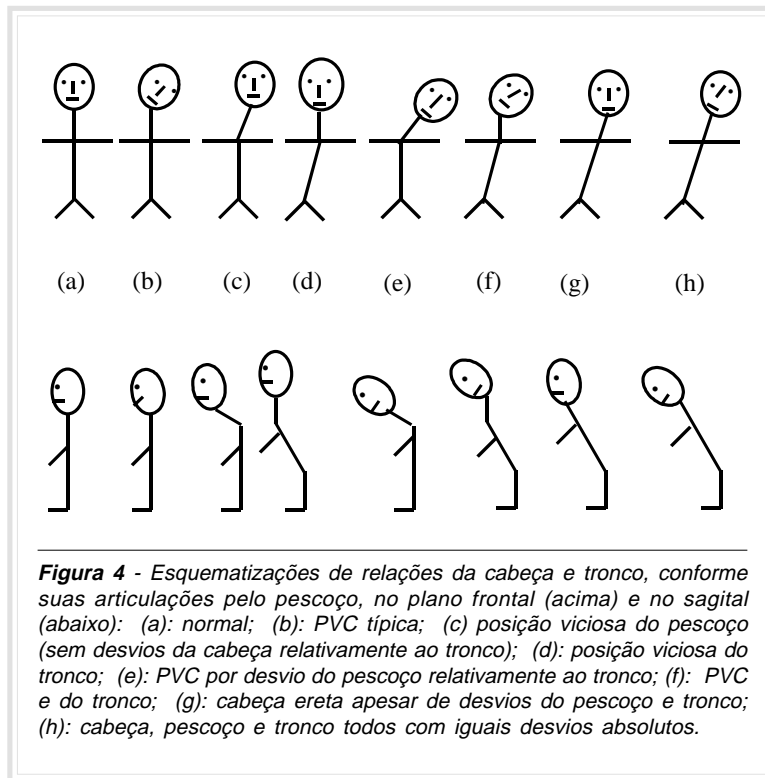 (a) (b) (c) (d) (e) (f) (g) (h)
Figura 4 - Esquematizações de relações da cabeça e tronco, conforme
suas articulações pelo pescoço, no plano frontal (acima) e no sagital
(abaixo): (a): normal; (b): PVC típica; (c) posição viciosa do pescoço
(sem desvios da cabeça relativamente ao tronco); (d): posição viciosa do
tronco; (e): PVC por desvio do pescoço relativamente ao tronco; (f): PVC
e do tronco; (g): cabeça ereta apesar de desvios do pescoço e tronco;
(h): cabeça, pescoço e tronco todos com iguais desvios absolutos.